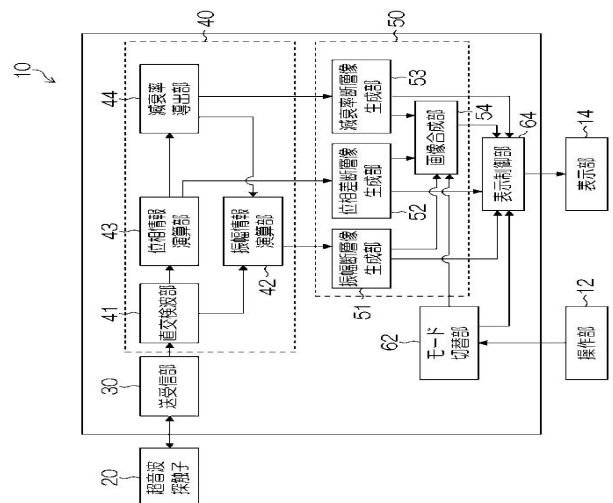 10
20
超音波
探触子
30
送受信部
40
41
直交検波部
43
位相情報
演算部
44
減衰率
導出部
振幅情報
演算部
42
50
振幅断層像
生成部
51
位相差断層像
生成部
52
減衰率断層像
生成部
53
画像合成部
54
62
モード
切替部
表示制御部
64
操作部
12
表示部
14